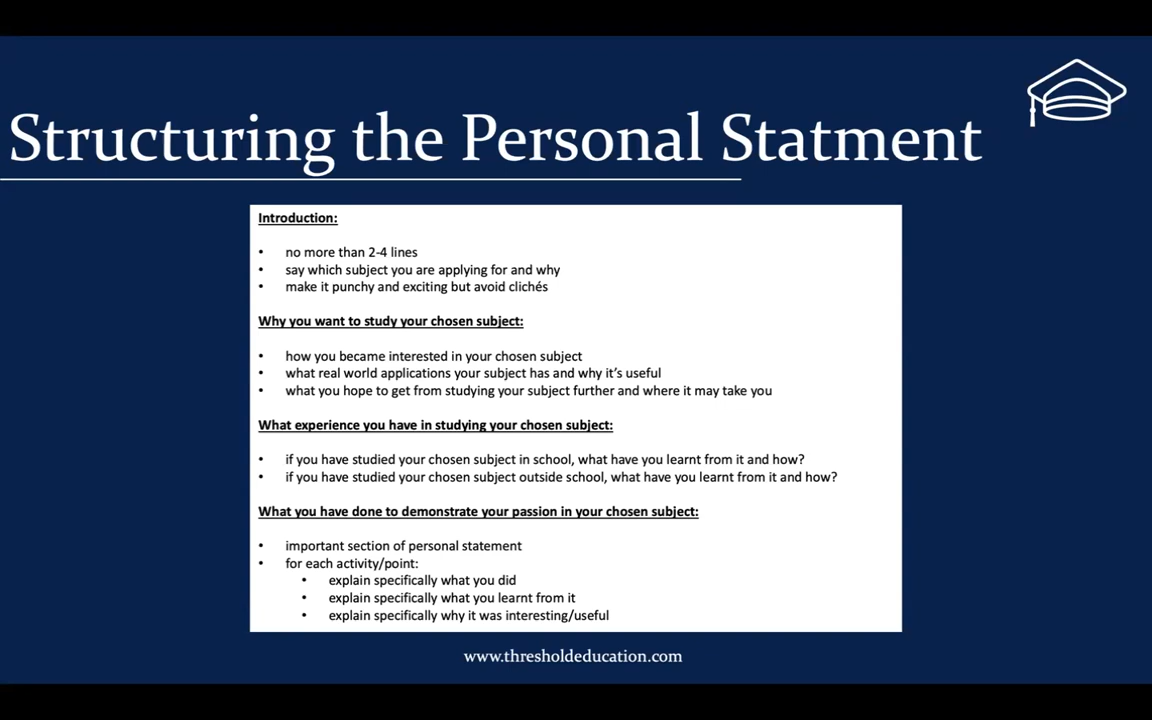 Structuring the Personal Statment
Introduction:
• no more than 2-4 lines
• say which subject you are applying for and why
• make it punchy and exciting but avoid clichés
Why you want to study your chosen subject:
• how you became interested in your chosen subject
• what real world applications your subject has and why it's useful
• what you hope to get from studying your subject further and where it may take you
What experience you have in studying your chosen subject:
• if you have studied your chosen subject in school, what have you learnt from it and how?
• if you have studied your chosen subject outside school, what have you learnt from it and how?
What you have done to demonstrate your passion in your chosen subject:
• important section of personal statement
• for each activity/point:
• explain specifically what you did
• explain specifically what you learnt from it
• explain specifically why it was interesting/useful
www.thresholdeducation.com